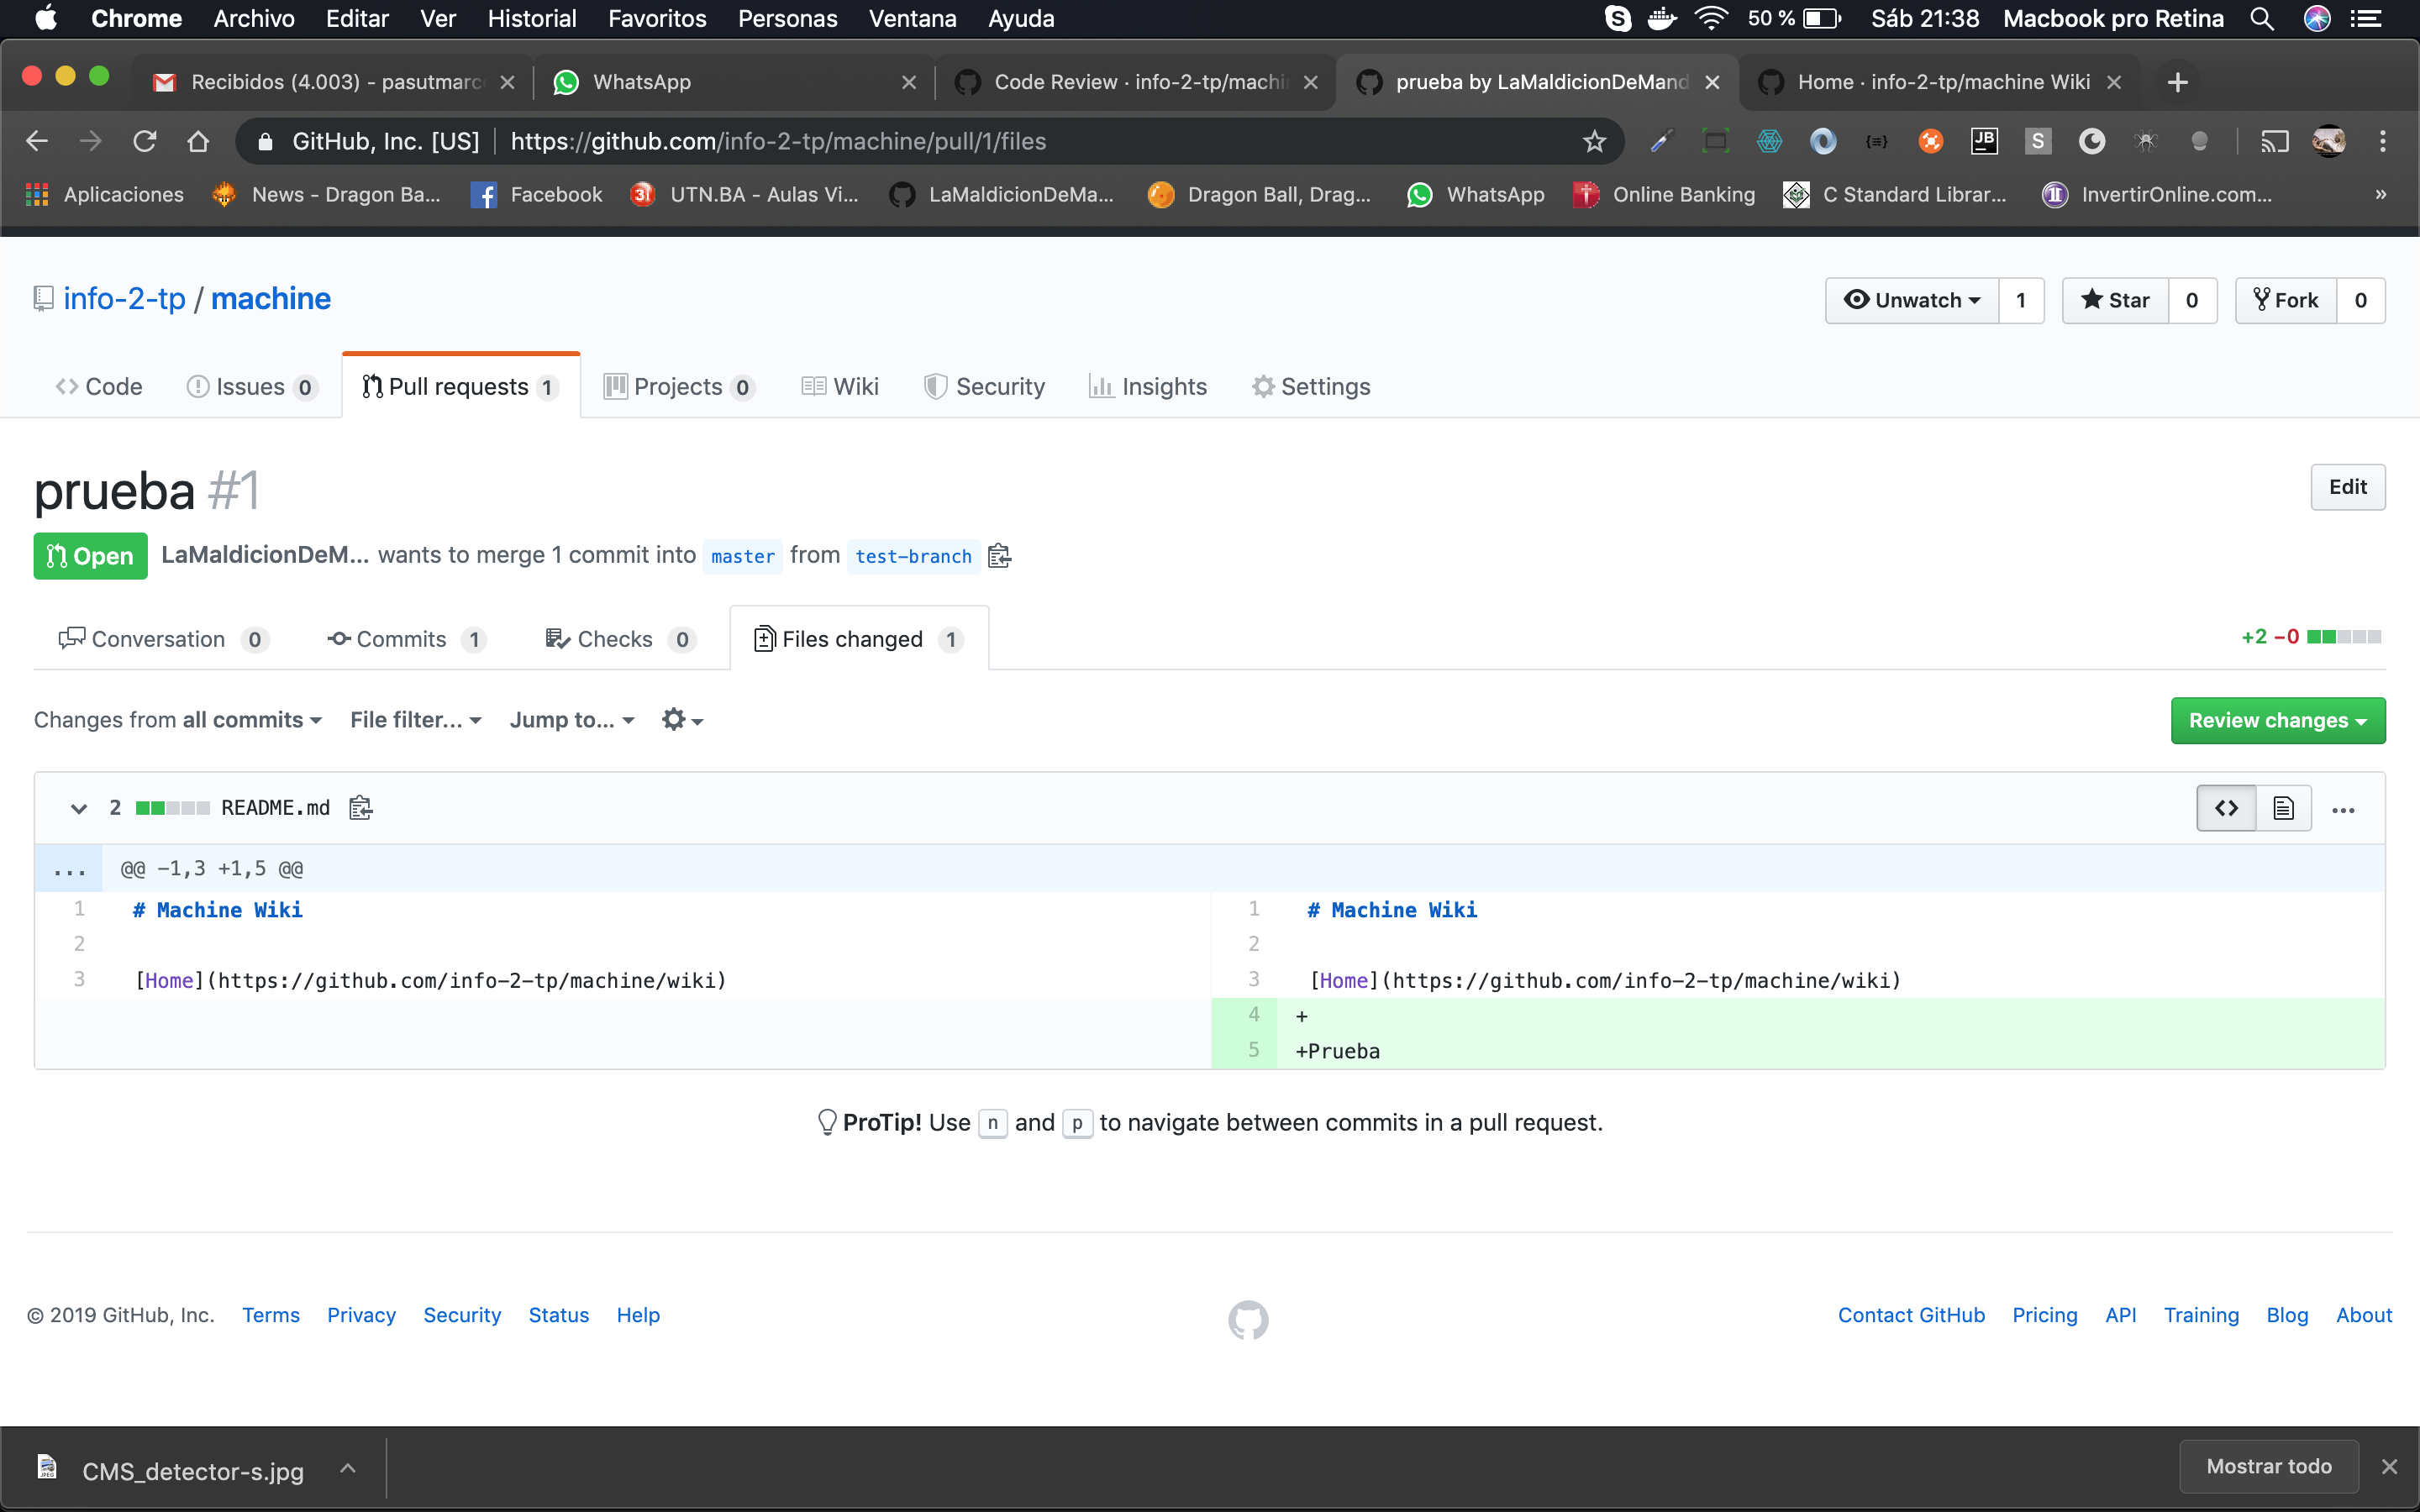 Chrome Archivo Editar Ver Historial Favoritos Personas Ventana Ayuda 50 % Sáb 21:38 Macbook pro Retina
Recibidos (4.003) - pasutmarc WhatsApp Code Review · info-2-tp/machi prueba by LaMaldicionDeMand Home · info-2-tp/machine Wiki
GitHub, Inc. [US] https://github.com/info-2-tp/machine/pull/1/files
Aplicaciones News - Dragon Ba... Facebook UTN.BA - Aulas Vi... LaMaldicionDeMa... Dragon Ball, Drag... WhatsApp Online Banking C Standard Librar... InvertirOnline.com... »
info-2-tp / machine Unwatch 1 Star 0 Fork 0
Code Issues 0 Pull requests 1 Projects 0 Wiki Security Insights Settings
prueba #1 Edit
Open LaMaldicionDeM... wants to merge 1 commit into master from test-branch
Conversation 0 Commits 1 Checks 0 Files changed 1 +2 −0
Changes from all commits File filter... Jump to... Review changes
2 README.md
... @@ -1,3 +1,5 @@
1 # Machine Wiki 1 # Machine Wiki
2 2
3 [Home](https://github.com/info-2-tp/machine/wiki) 3 [Home](https://github.com/info-2-tp/machine/wiki)
4 +
5 +Prueba
ProTip! Use n and p to navigate between commits in a pull request.
© 2019 GitHub, Inc. Terms Privacy Security Status Help Contact GitHub Pricing API Training Blog About
CMS_detector-s.jpg Mostrar todo